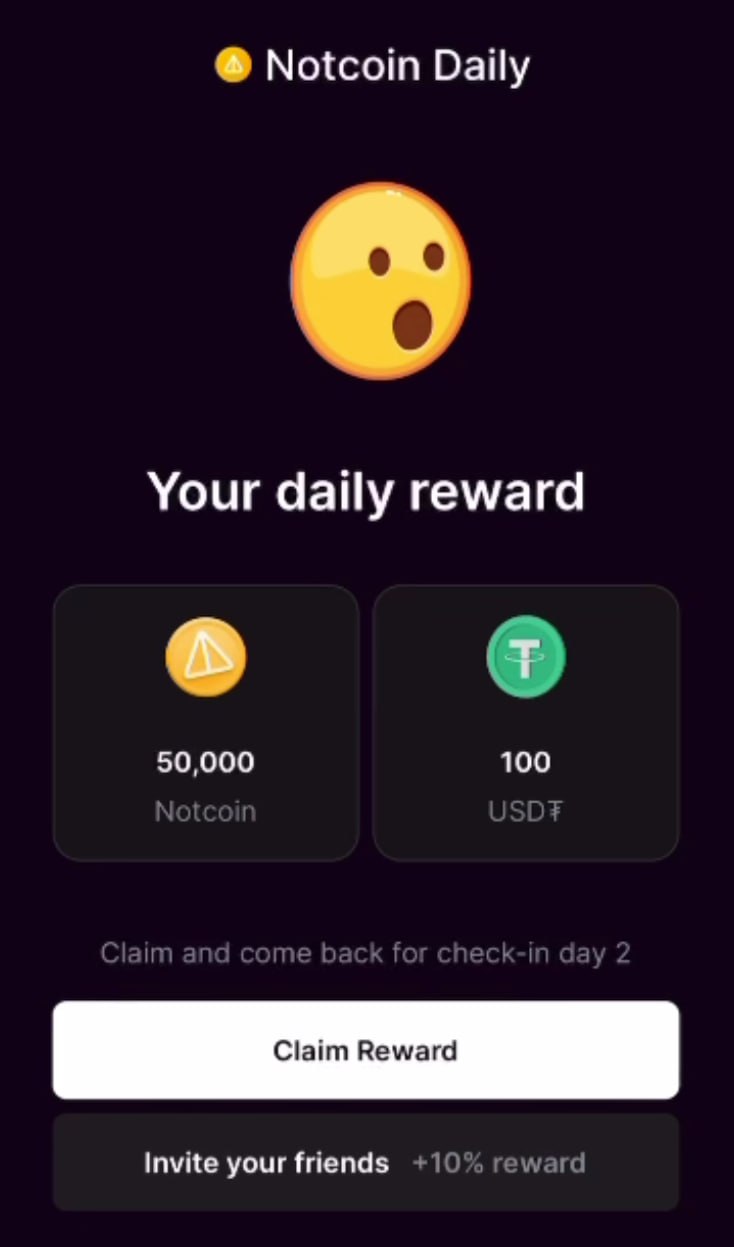 Notcoin Daily
Your daily reward
50,000
Notcoin
100
USD₮
Claim and come back for check-in day 2
Claim Reward
Invite your friends +10% reward